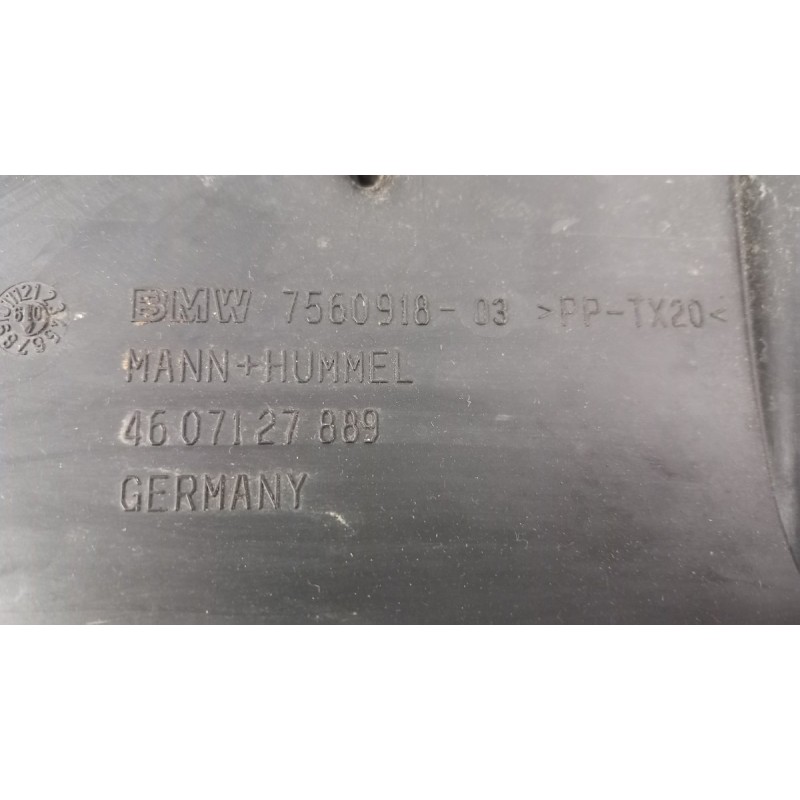 BMW 7560918-03 >PP-TX20<
MANN+HUMMEL
46 071 27 889
GERMANY